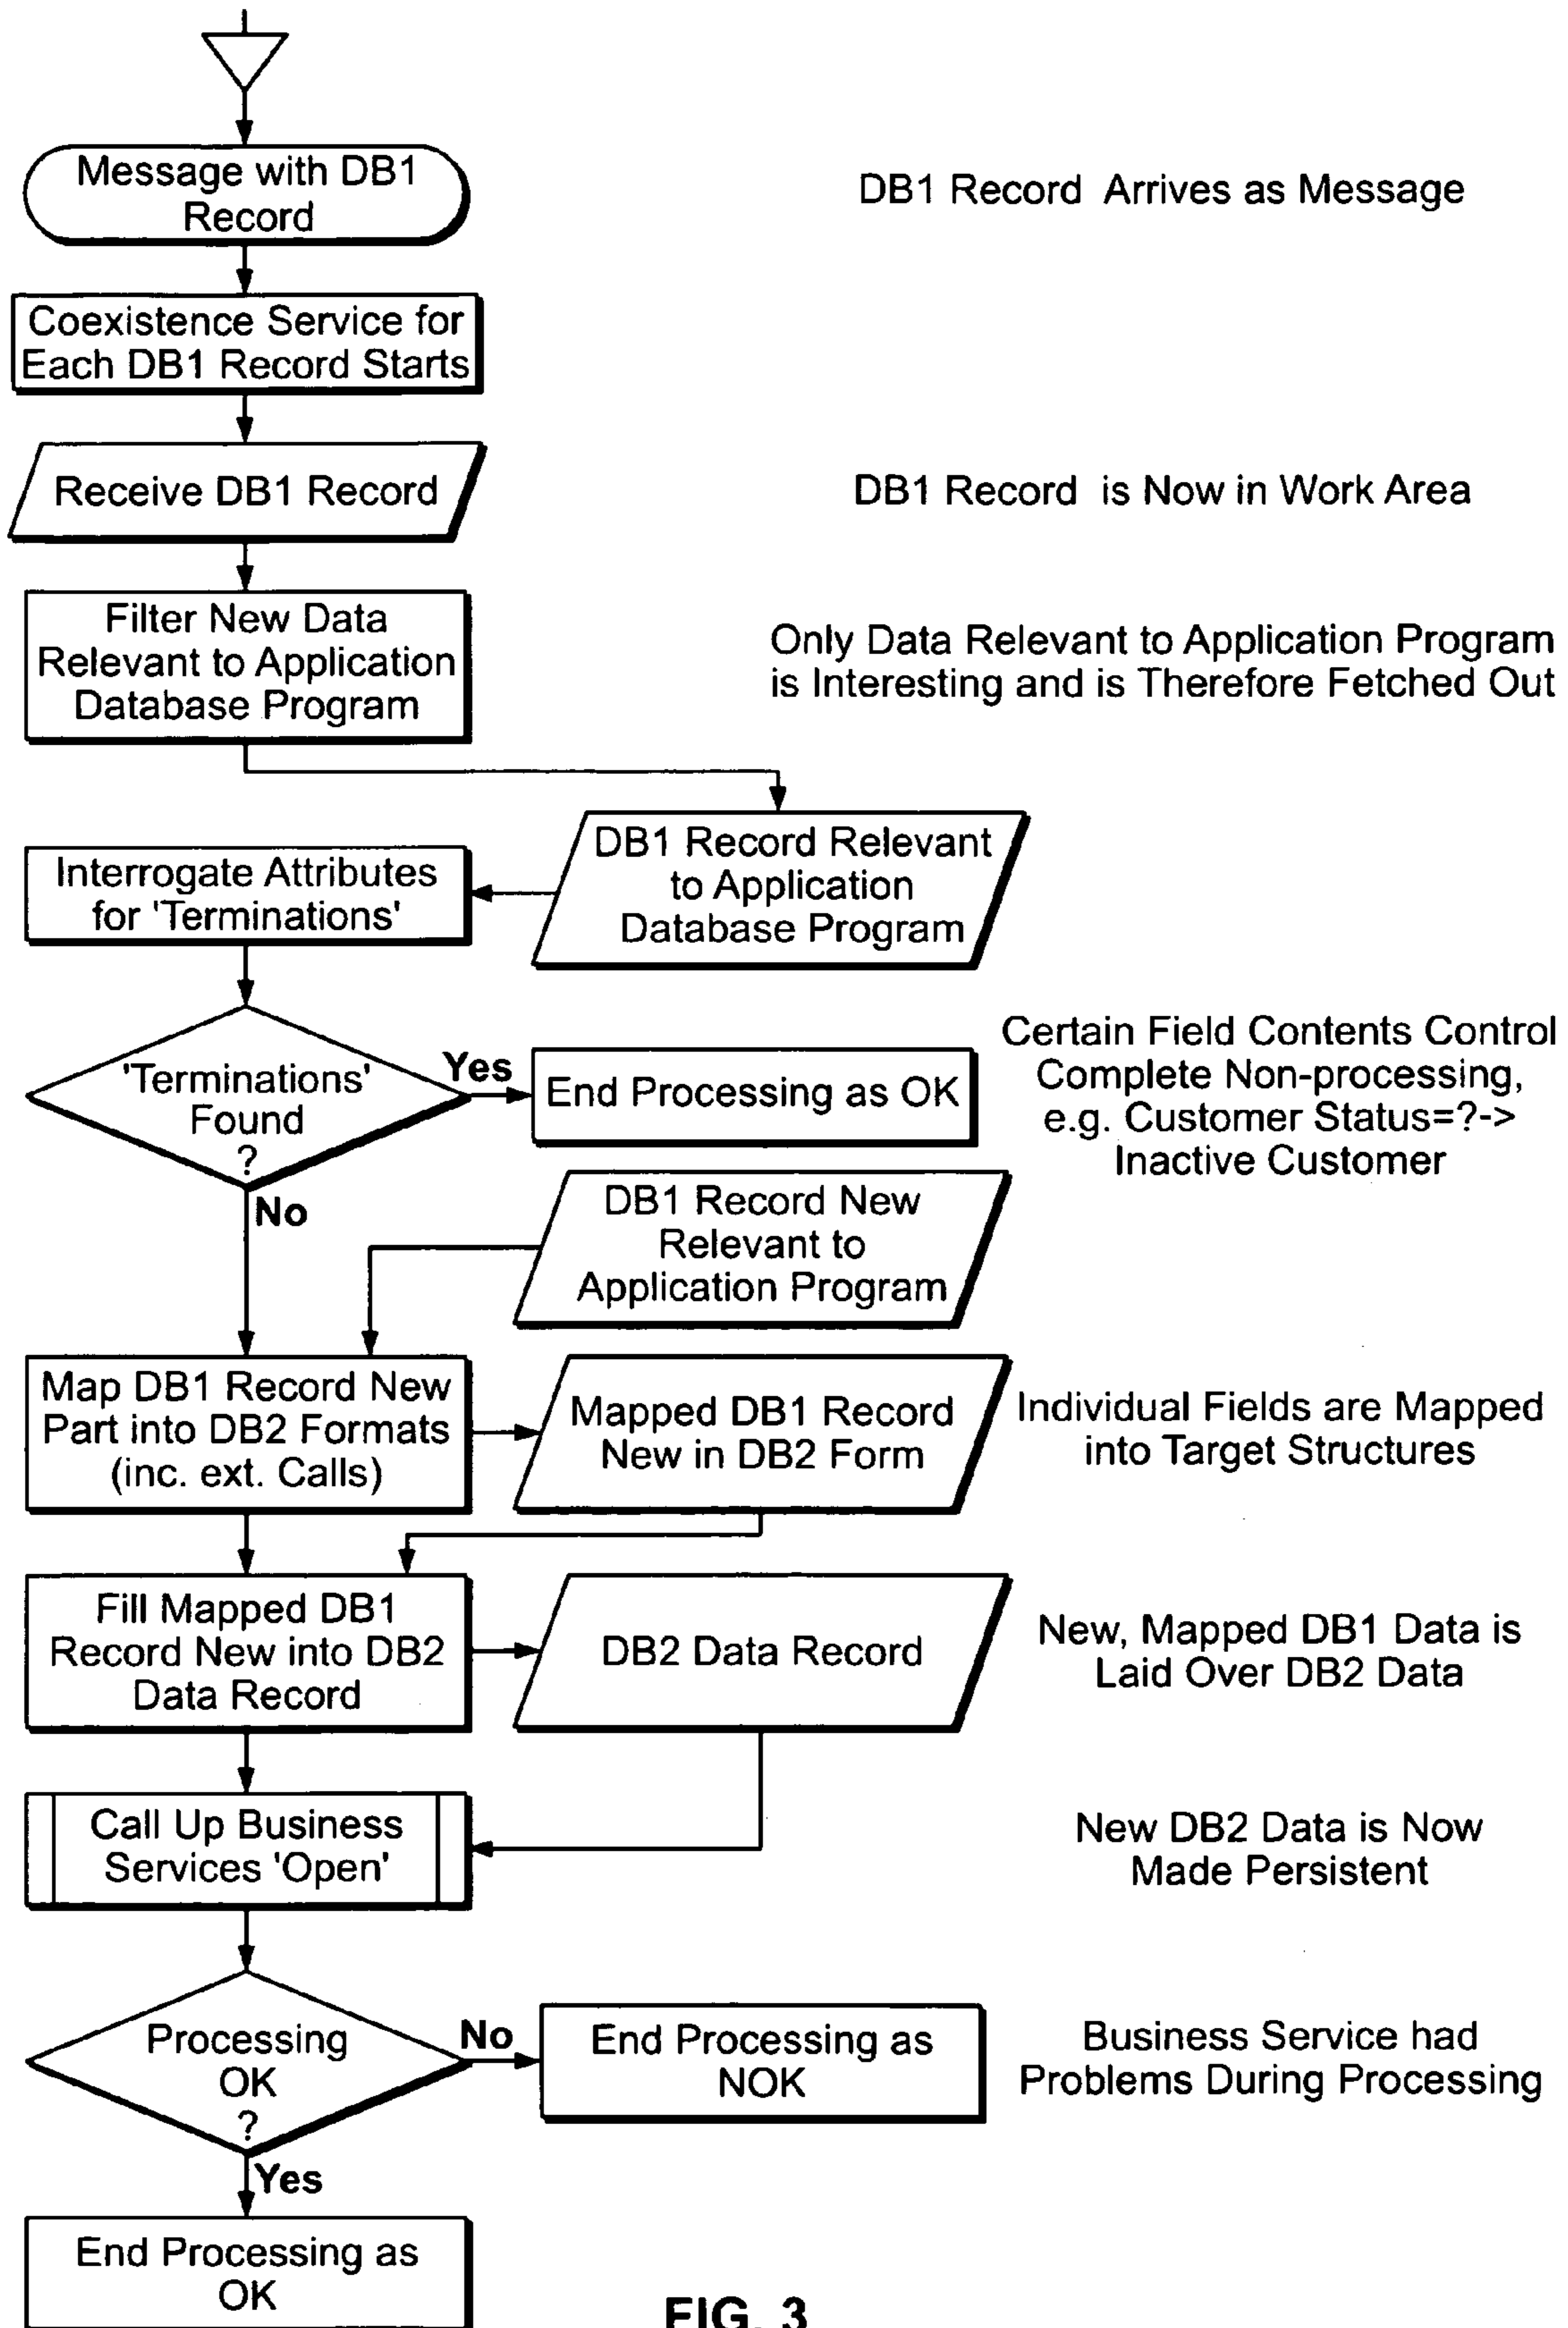 Message with DB1
Record
DB1 Record Arrives as Message
Coexistence Service for
Each DB1 Record Starts
Receive DB1 Record
DB1 Record is Now in Work Area
Filter New Data
Relevant to Application
Database Program
Only Data Relevant to Application Program
is Interesting and is Therefore Fetched Out
DB1 Record Relevant
to Application
Database Program
Interrogate Attributes
for 'Terminations'
'Terminations'
Found
?
Yes
No
End Processing as OK
Certain Field Contents Control
Complete Non-processing,
e.g. Customer Status=?->
Inactive Customer
DB1 Record New
Relevant to
Application Program
Map DB1 Record New
Part into DB2 Formats
(inc. ext. Calls)
Mapped DB1 Record
New in DB2 Form
Individual Fields are Mapped
into Target Structures
Fill Mapped DB1
Record New into DB2
Data Record
DB2 Data Record
New, Mapped DB1 Data is
Laid Over DB2 Data
Call Up Business
Services 'Open'
New DB2 Data is Now
Made Persistent
Processing
OK
?
No
Yes
End Processing as
NOK
Business Service had
Problems During Processing
End Processing as
OK
FIG. 3